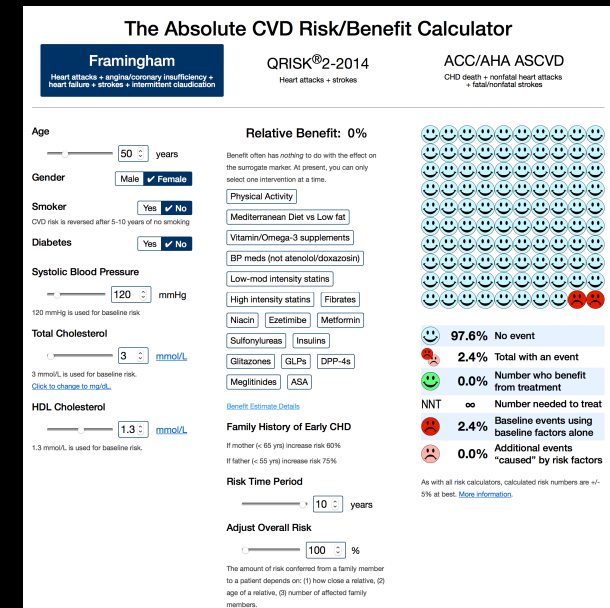 The Absolute CVD Risk/Benefit Calculator
Framingham
Heart attacks + angina/coronary insufficiency +
heart failure + strokes + intermittent claudication
QRISK®2-2014
Heart attacks + strokes
ACC/AHA ASCVD
CHD death + nonfatal heart attacks
+ fatal/nonfatal strokes
Age
50 years
Gender
Male ✔ Female
Smoker
Yes ✔ No
CVD risk is reversed after 5-10 years of no smoking
Diabetes
Yes ✔ No
Systolic Blood Pressure
120 mmHg
120 mmHg is used for baseline risk
Total Cholesterol
3 mmol/L
3 mmol/L is used for baseline risk.
Click to change to mg/dL.
HDL Cholesterol
1.3 mmol/L
1.3 mmol/L is used for baseline risk.
Relative Benefit: 0%
Benefit often has nothing to do with the effect on
the surrogate marker. At present, you can only
select one intervention at a time.
Physical Activity
Mediterranean Diet vs Low fat
Vitamin/Omega-3 supplements
BP meds (not atenolol/doxazosin)
Low-mod intensity statins
High intensity statins Fibrates
Niacin Ezetimibe Metformin
Sulfonylureas Insulins
Glitazones GLPs DPP-4s
Meglitinides ASA
Benefit Estimate Details
Family History of Early CHD
If mother (< 65 yrs) increase risk 60%
If father (< 55 yrs) increase risk 75%
Risk Time Period
10 years
Adjust Overall Risk
100 %
The amount of risk conferred from a family member
to a patient depends on: (1) how close a relative, (2)
age of a relative, (3) number of affected family
members.
97.6% No event
2.4% Total with an event
0.0% Number who benefit
from treatment
NNT ∞ Number needed to treat
2.4% Baseline events using
baseline factors alone
0.0% Additional events
“caused” by risk factors
As with all risk calculators, calculated risk numbers are +/-
5% at best. More information.